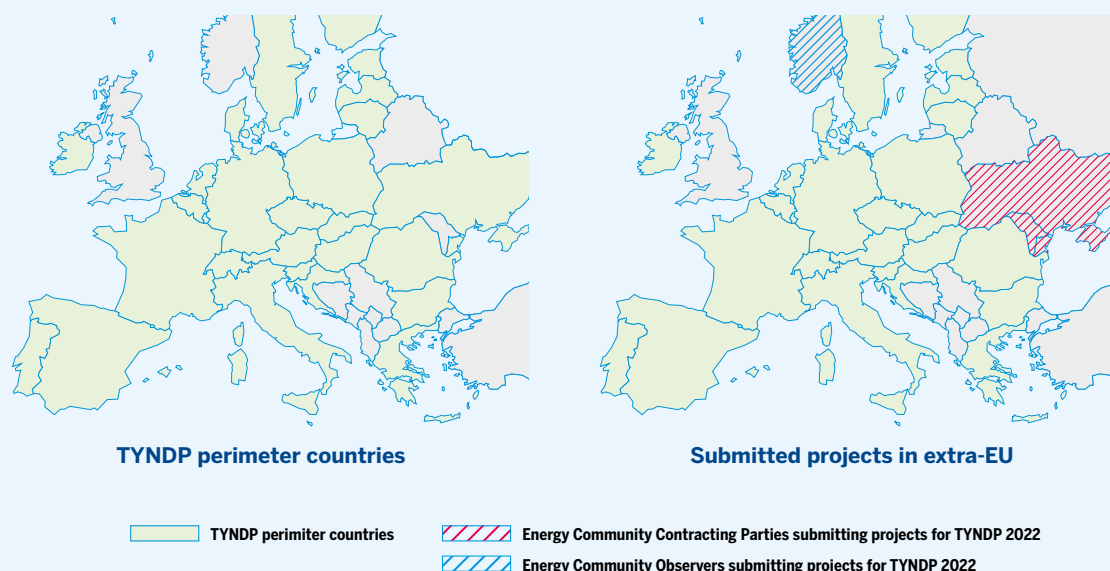 TYNDP perimeter countries
Submitted projects in extra-EU
TYNDP perimiter countries
Energy Community Contracting Parties submitting projects for TYNDP 2022
Energy Community Observers submitting projects for TYNDP 2022